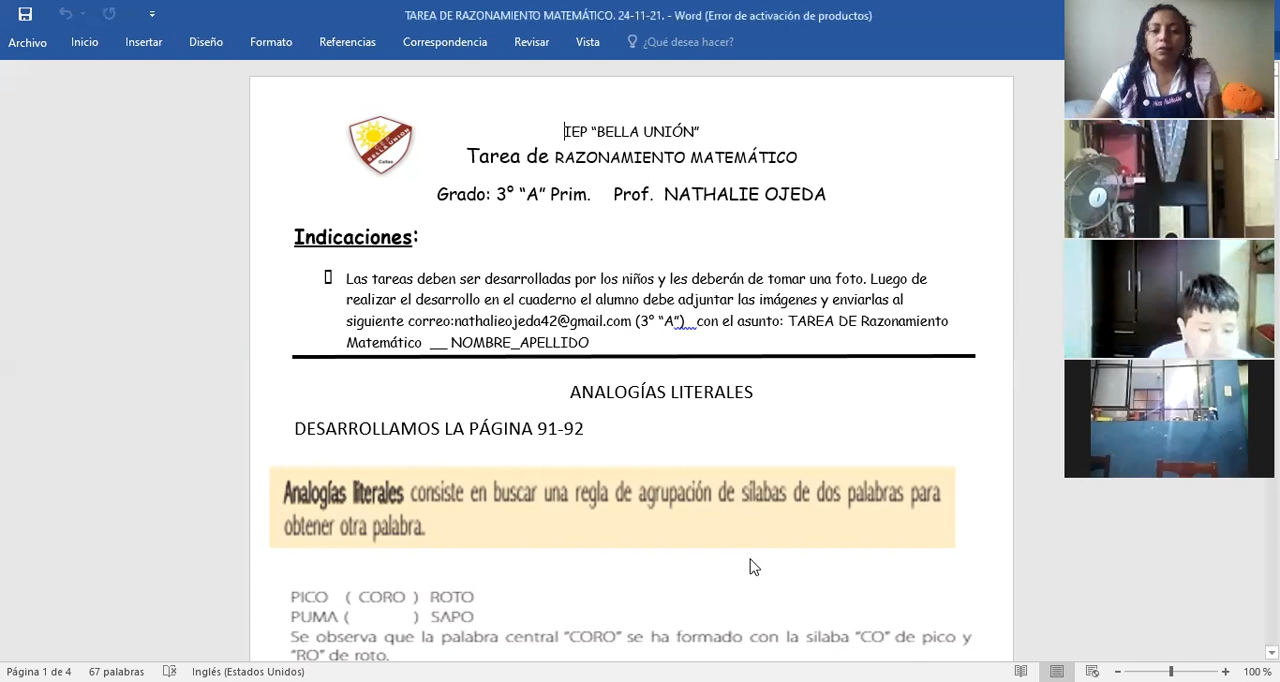 TAREA DE RAZONAMIENTO MATEMÁTICO. 24-11-21. - Word (Error de activación de productos)
Archivo Inicio Insertar Diseño Formato Referencias Correspondencia Revisar Vista ¿Qué desea hacer?
BELLA UNION
Callao
IEP “BELLA UNIÓN”
Tarea de RAZONAMIENTO MATEMÁTICO
Grado: 3° “A” Prim. Prof. NATHALIE OJEDA
Indicaciones:
Las tareas deben ser desarrolladas por los niños y les deberán de tomar una foto. Luego de
realizar el desarrollo en el cuaderno el alumno debe adjuntar las imágenes y enviarlas al
siguiente correo:nathalieojeda42@gmail.com (3° “A”) con el asunto: TAREA DE Razonamiento
Matemático __ NOMBRE_APELLIDO
ANALOGÍAS LITERALES
DESARROLLAMOS LA PÁGINA 91-92
Analogías literales consiste en buscar una regla de agrupación de sílabas de dos palabras para
obtener otra palabra.
PICO ( CORO ) ROTO
PUMA ( ) SAPO
Se observa que la palabra central “CORO” se ha formado con la silaba “CO” de pico y
“RO” de roto.
Página 1 de 4 67 palabras Inglés (Estados Unidos) 100 %